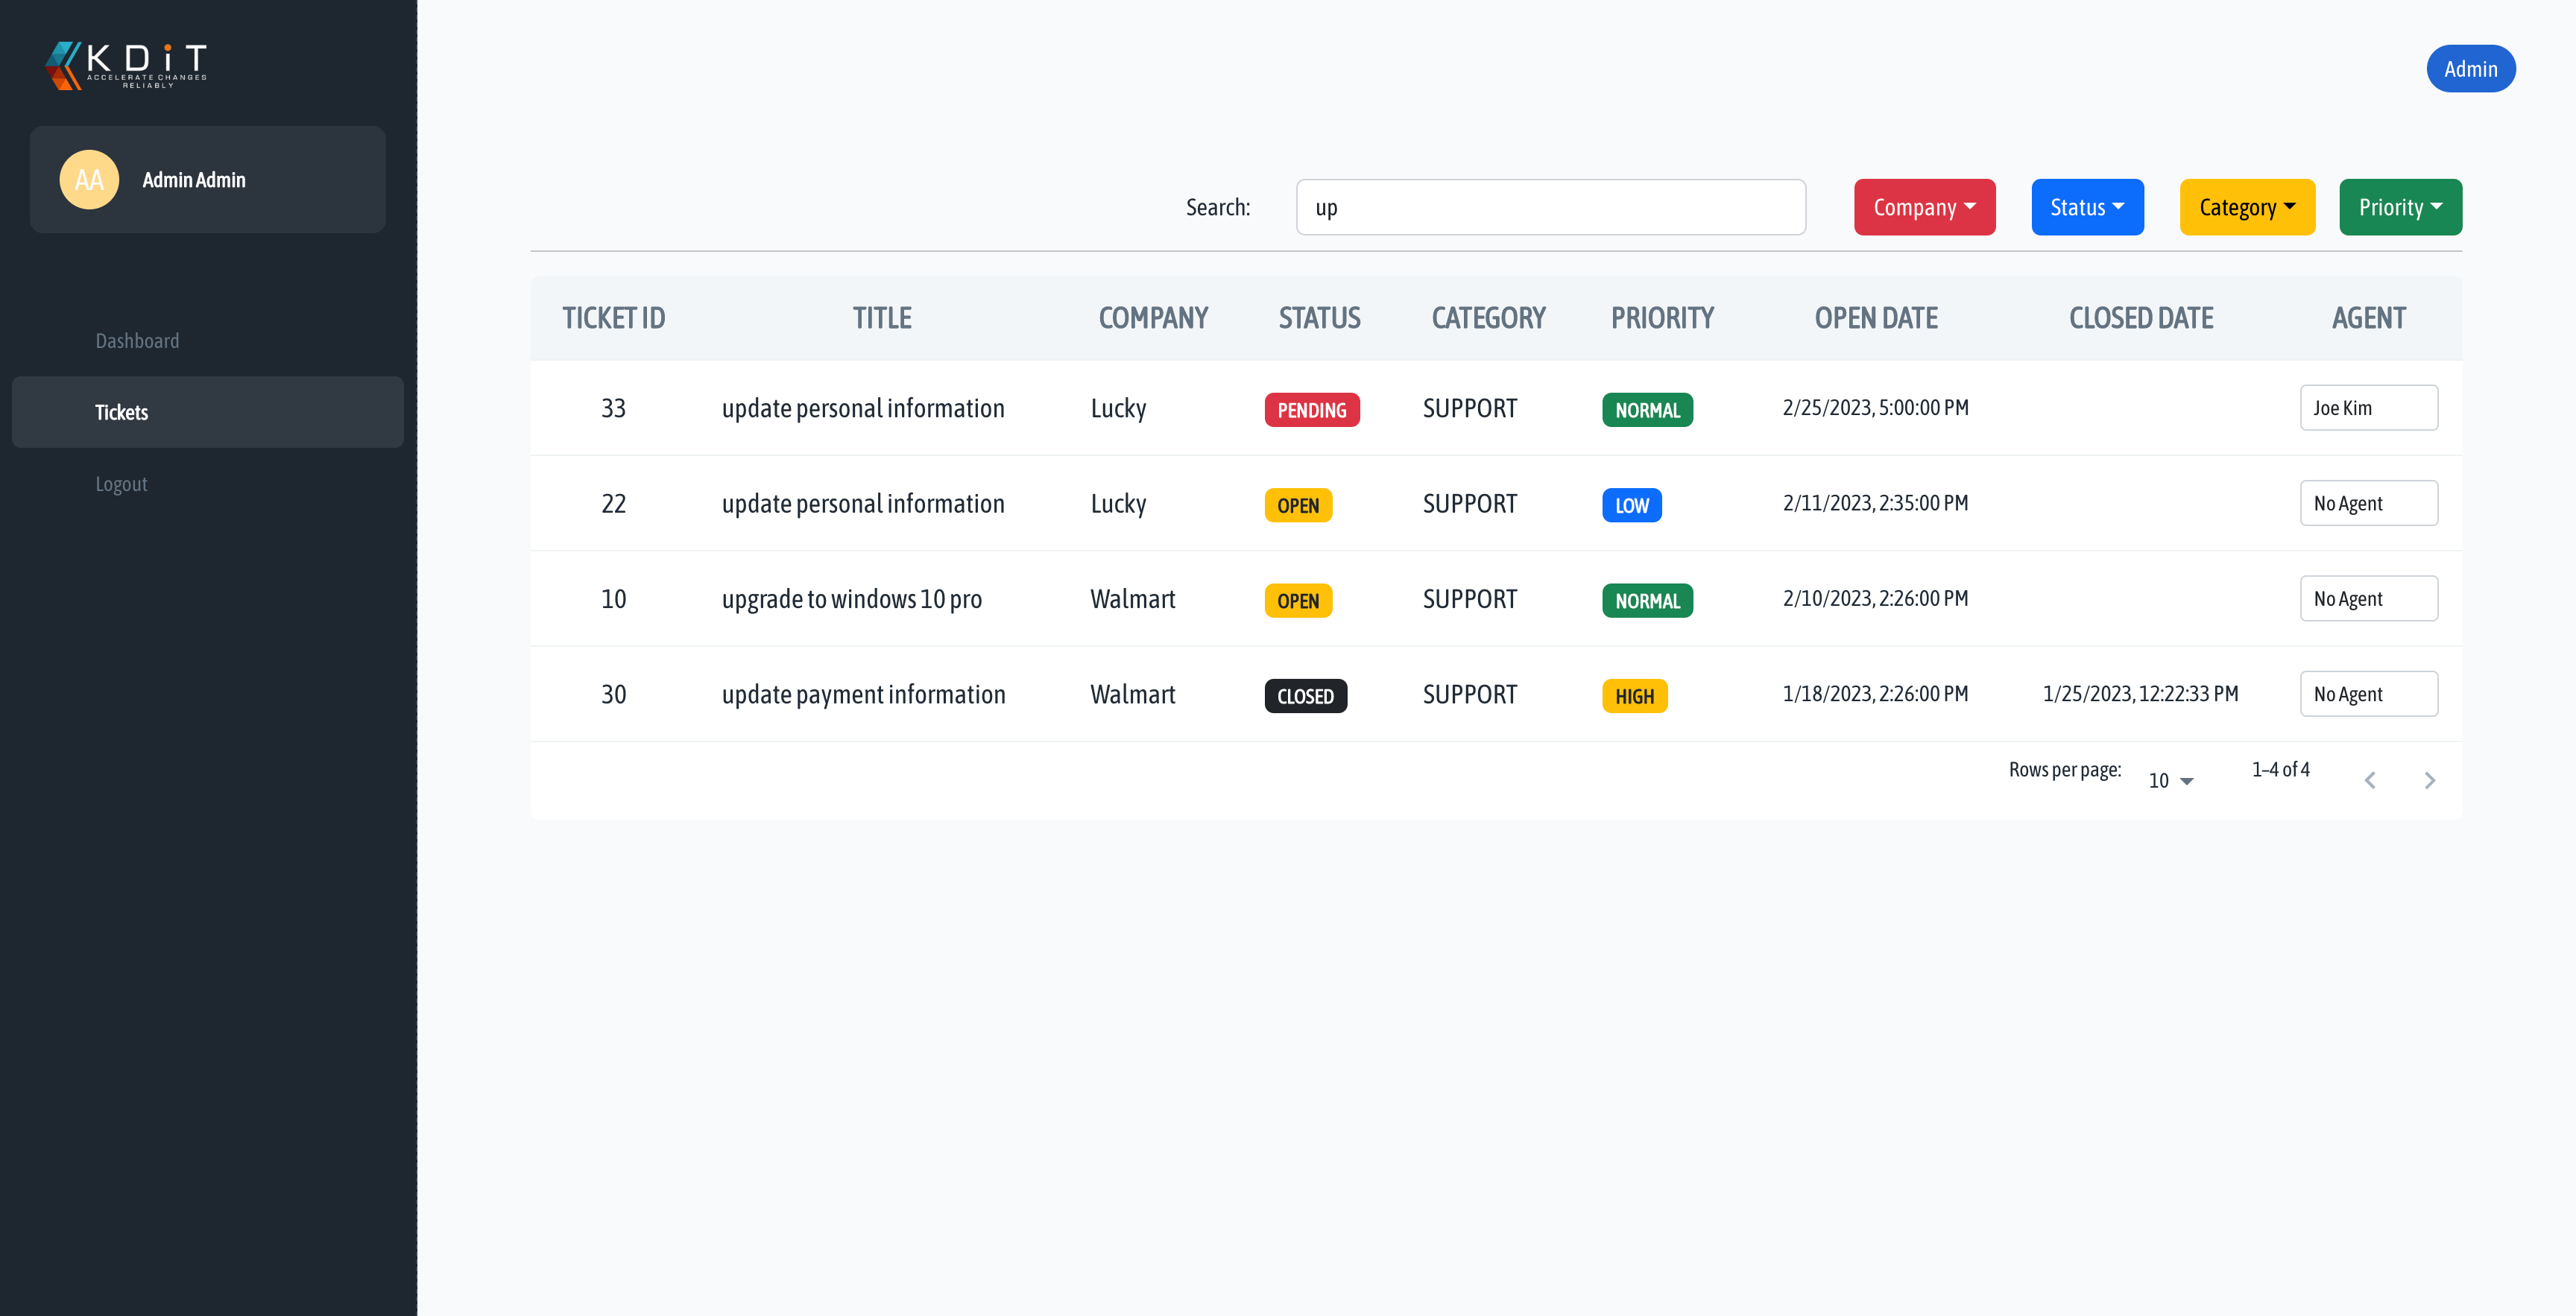 KDiT
ACCELERATE CHANGES
RELIABLY
AA
Admin Admin
Dashboard
Tickets
Logout
Admin
Search: up Company Status Category Priority
TICKET ID TITLE COMPANY STATUS CATEGORY PRIORITY OPEN DATE CLOSED DATE AGENT
33 update personal information Lucky PENDING SUPPORT NORMAL 2/25/2023, 5:00:00 PM Joe Kim
22 update personal information Lucky OPEN SUPPORT LOW 2/11/2023, 2:35:00 PM No Agent
10 upgrade to windows 10 pro Walmart OPEN SUPPORT NORMAL 2/10/2023, 2:26:00 PM No Agent
30 update payment information Walmart CLOSED SUPPORT HIGH 1/18/2023, 2:26:00 PM 1/25/2023, 12:22:33 PM No Agent
Rows per page: 10 1–4 of 4